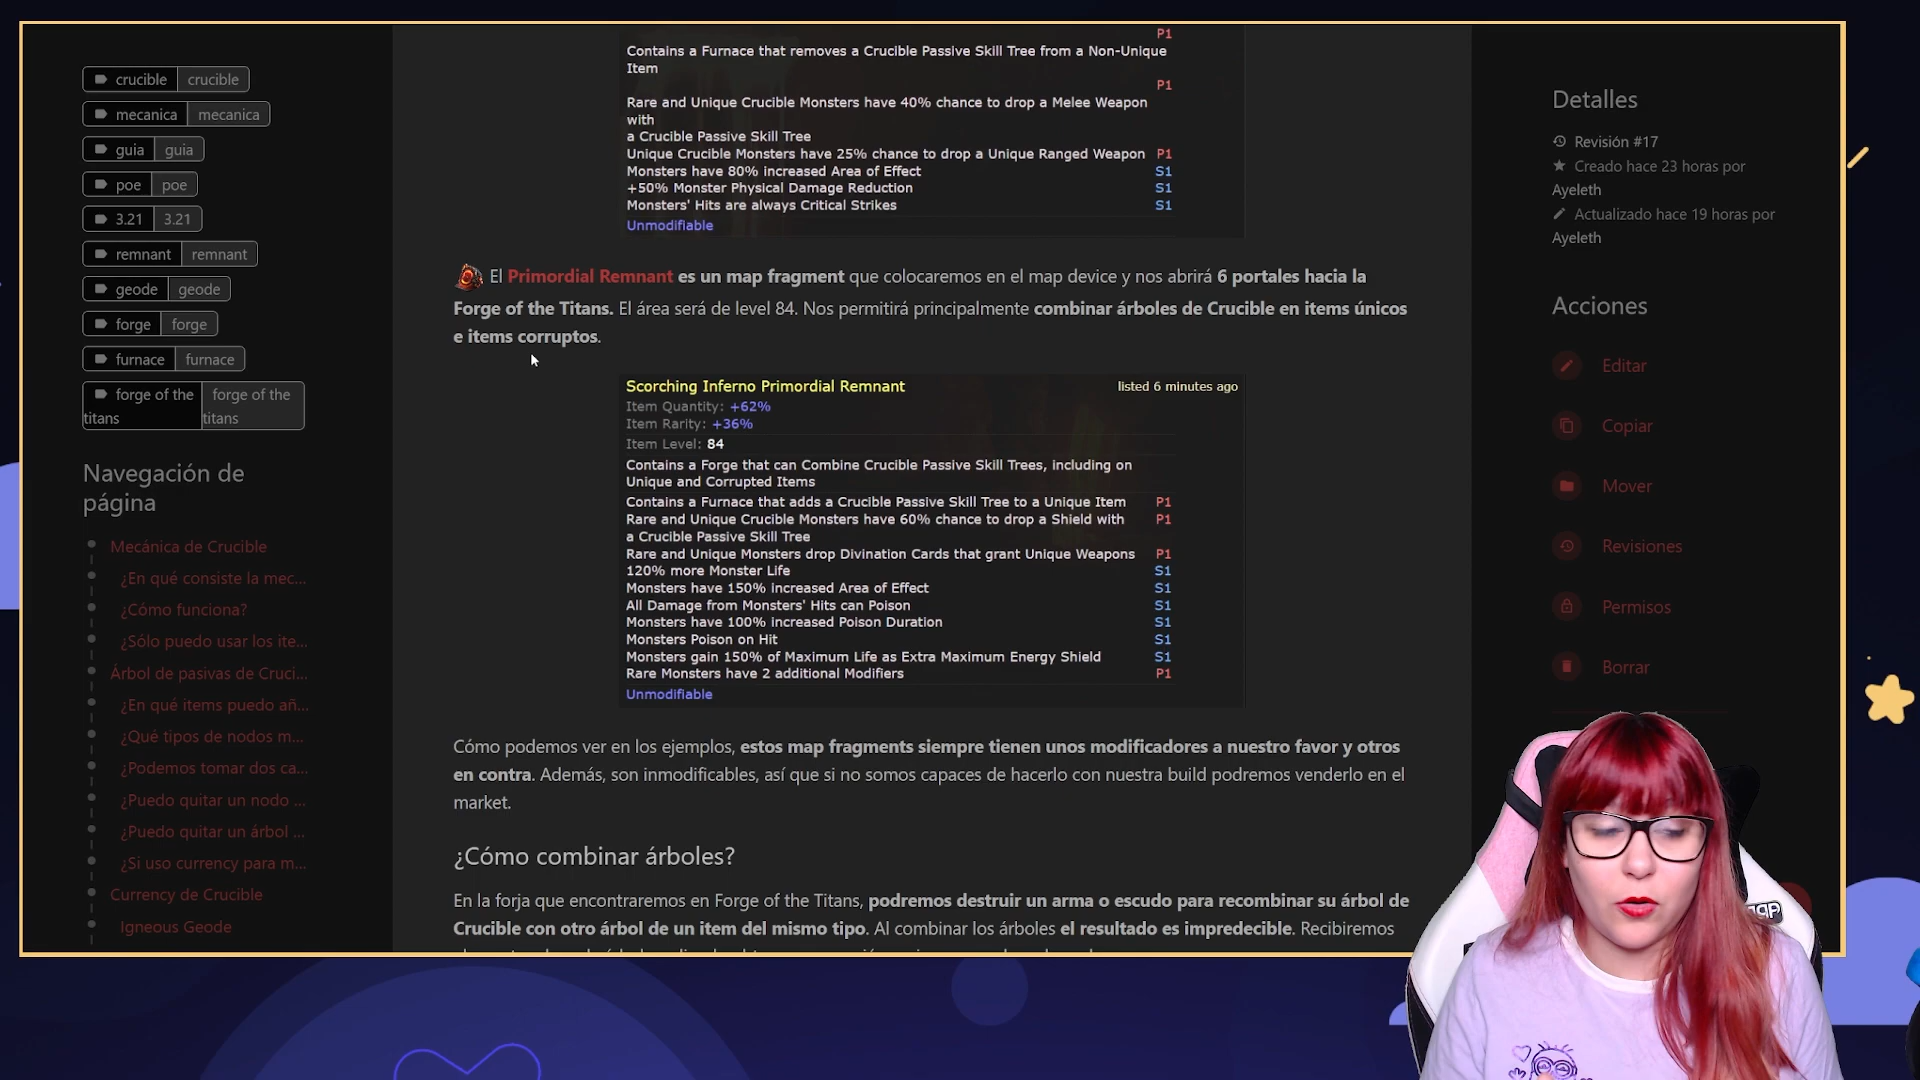 crucible crucible
mecanica mecanica
guia guia
poe poe
3.21 3.21
remnant remnant
geode geode
forge forge
furnace furnace
forge of the titans forge of the titans
Navegación de
página
Mecánica de Crucible
¿En qué consiste la mec...
¿Cómo funciona?
¿Sólo puedo usar los ite...
Árbol de pasivas de Cruci...
¿En qué items puedo añ...
¿Qué tipos de nodos m...
¿Podemos tomar dos ca...
¿Puedo quitar un nodo ...
¿Puedo quitar un árbol ...
¿Si uso currency para m...
Currency de Crucible
Igneous Geode
P1
Contains a Furnace that removes a Crucible Passive Skill Tree from a Non-Unique
Item
P1
Rare and Unique Crucible Monsters have 40% chance to drop a Melee Weapon
with
a Crucible Passive Skill Tree
Unique Crucible Monsters have 25% chance to drop a Unique Ranged Weapon P1
Monsters have 80% increased Area of Effect S1
+50% Monster Physical Damage Reduction S1
Monsters' Hits are always Critical Strikes S1
Unmodifiable
El Primordial Remnant es un map fragment que colocaremos en el map device y nos abrirá 6 portales hacia la
Forge of the Titans. El área será de level 84. Nos permitirá principalmente combinar árboles de Crucible en items únicos
e items corruptos.
Scorching Inferno Primordial Remnant listed 6 minutes ago
Item Quantity: +62%
Item Rarity: +36%
Item Level: 84
Contains a Forge that can Combine Crucible Passive Skill Trees, including on
Unique and Corrupted Items
Contains a Furnace that adds a Crucible Passive Skill Tree to a Unique Item P1
Rare and Unique Crucible Monsters have 60% chance to drop a Shield with P1
a Crucible Passive Skill Tree
Rare and Unique Monsters drop Divination Cards that grant Unique Weapons P1
120% more Monster Life S1
Monsters have 150% increased Area of Effect S1
All Damage from Monsters' Hits can Poison S1
Monsters have 100% increased Poison Duration S1
Monsters Poison on Hit S1
Monsters gain 150% of Maximum Life as Extra Maximum Energy Shield S1
Rare Monsters have 2 additional Modifiers P1
Unmodifiable
Cómo podemos ver en los ejemplos, estos map fragments siempre tienen unos modificadores a nuestro favor y otros
en contra. Además, son inmodificables, así que si no somos capaces de hacerlo con nuestra build podremos venderlo en el
market.
¿Cómo combinar árboles?
En la forja que encontraremos en Forge of the Titans, podremos destruir un arma o escudo para recombinar su árbol de
Crucible con otro árbol de un item del mismo tipo. Al combinar los árboles el resultado es impredecible. Recibiremos
Detalles
Revisión #17
Creado hace 23 horas por
Ayeleth
Actualizado hace 19 horas por
Ayeleth
Acciones
Editar
Copiar
Mover
Revisiones
Permisos
Borrar